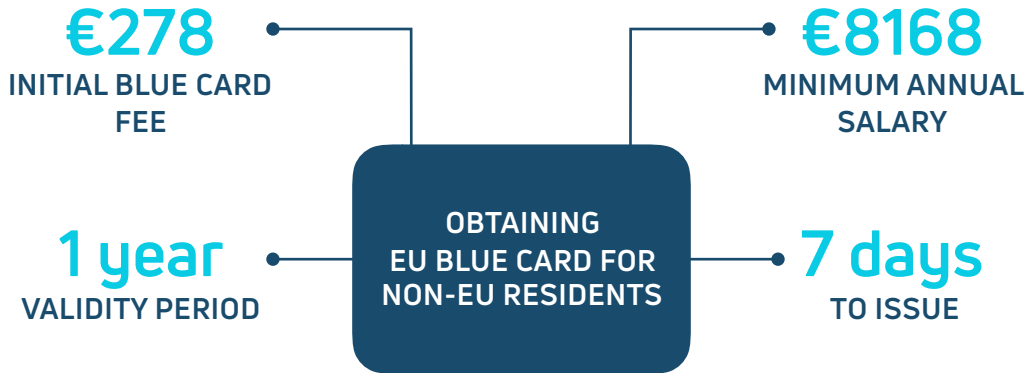 €278
INITIAL BLUE CARD
FEE
€8168
MINIMUM ANNUAL
SALARY
OBTAINING
EU BLUE CARD FOR
NON-EU RESIDENTS
1 year
VALIDITY PERIOD
7 days
TO ISSUE